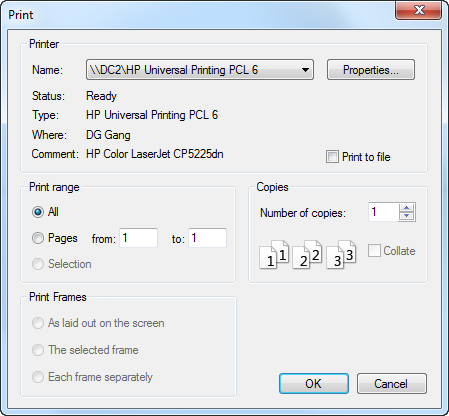 Print
Printer
Name: \\DC2\HP Universal Printing PCL 6 Properties...
Status: Ready
Type: HP Universal Printing PCL 6
Where: DG Gang
Comment: HP Color LaserJet CP5225dn Print to file
Print range
All
Pages from: 1 to: 1
Selection
Copies
Number of copies: 1
1 1 2 2 3 3 Collate
Print Frames
As laid out on the screen
The selected frame
Each frame separately
OK Cancel